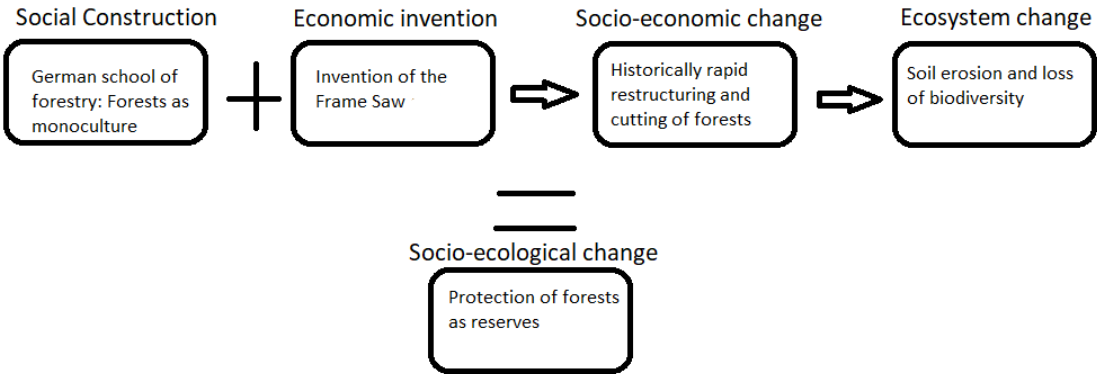 Social Construction
Economic invention
Socio-economic change
Ecosystem change
German school of
forestry: Forests as
monoculture
Invention of the
Frame Saw
Historically rapid
restructuring and
cutting of forests
Soil erosion and loss
of biodiversity
Socio-ecological change
Protection of forests
as reserves